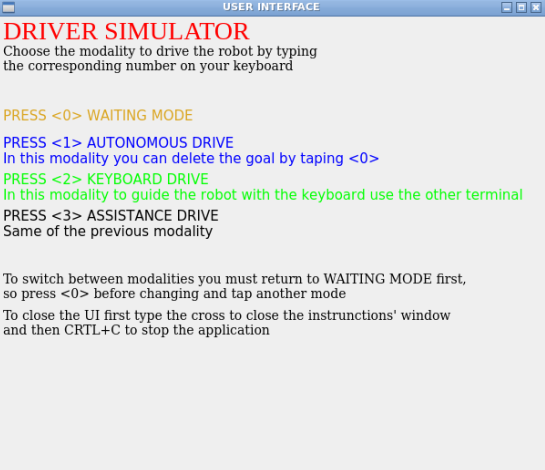 USER INTERFACE
DRIVER SIMULATOR
Choose the modality to drive the robot by typing
the corresponding number on your keyboard
PRESS <0> WAITING MODE
PRESS <1> AUTONOMOUS DRIVE
In this modality you can delete the goal by taping <0>
PRESS <2> KEYBOARD DRIVE
In this modality to guide the robot with the keyboard use the other terminal
PRESS <3> ASSISTANCE DRIVE
Same of the previous modality
To switch between modalities you must return to WAITING MODE first,
so press <0> before changing and tap another mode
To close the UI first type the cross to close the instrunctions' window
and then CRTL+C to stop the application